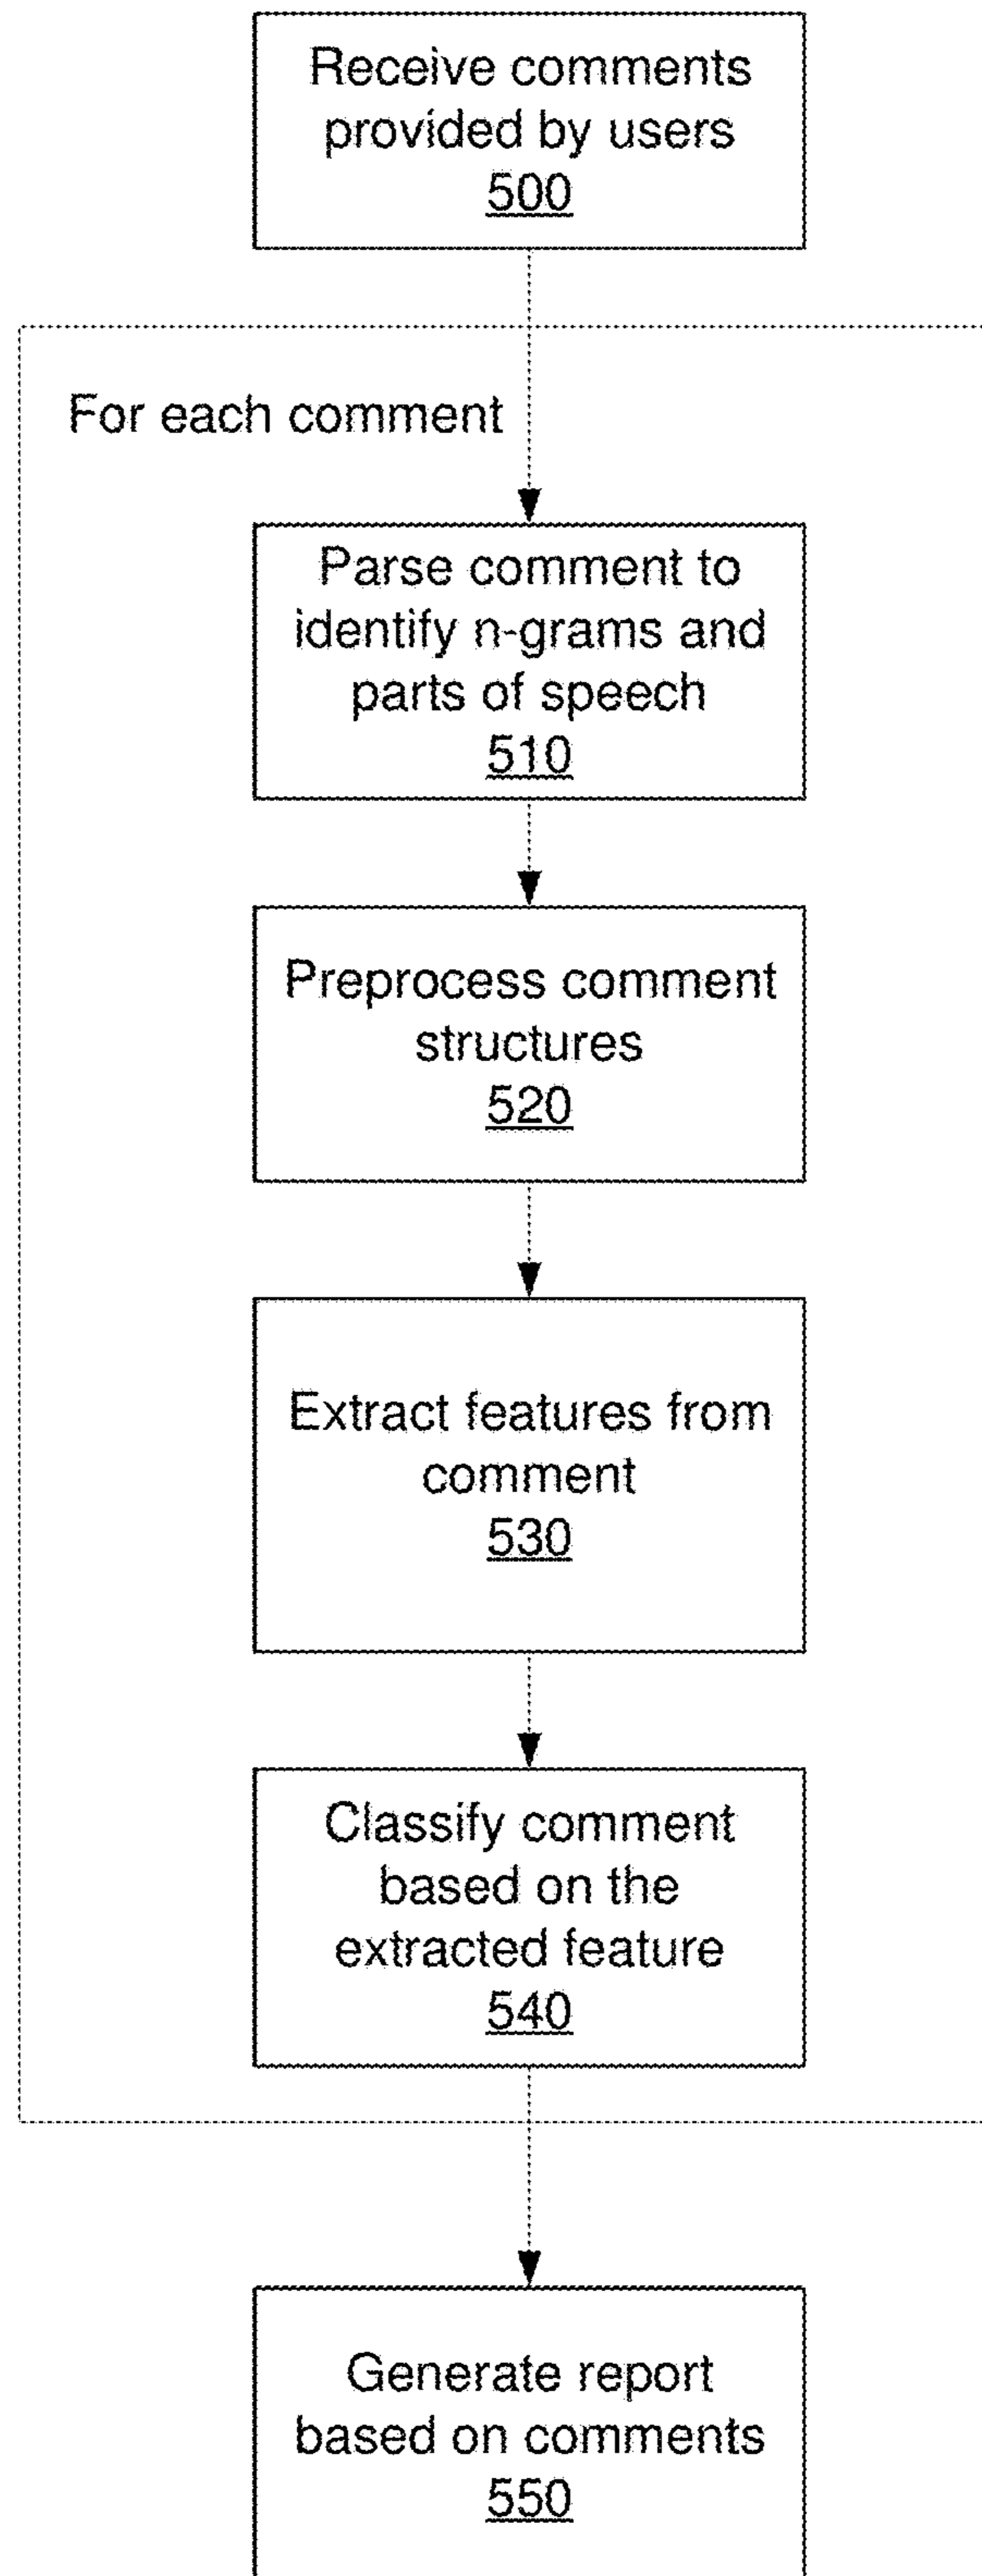 Receive comments
provided by users
500
For each comment
Parse comment to
identify n-grams and
parts of speech
510
Preprocess comment
structures
520
Extract features from
comment
530
Classify comment
based on the
extracted feature
540
Generate report
based on comments
550